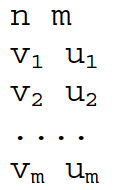 n m
v₁ u₁
v₂ u₂
....
vₘ uₘ